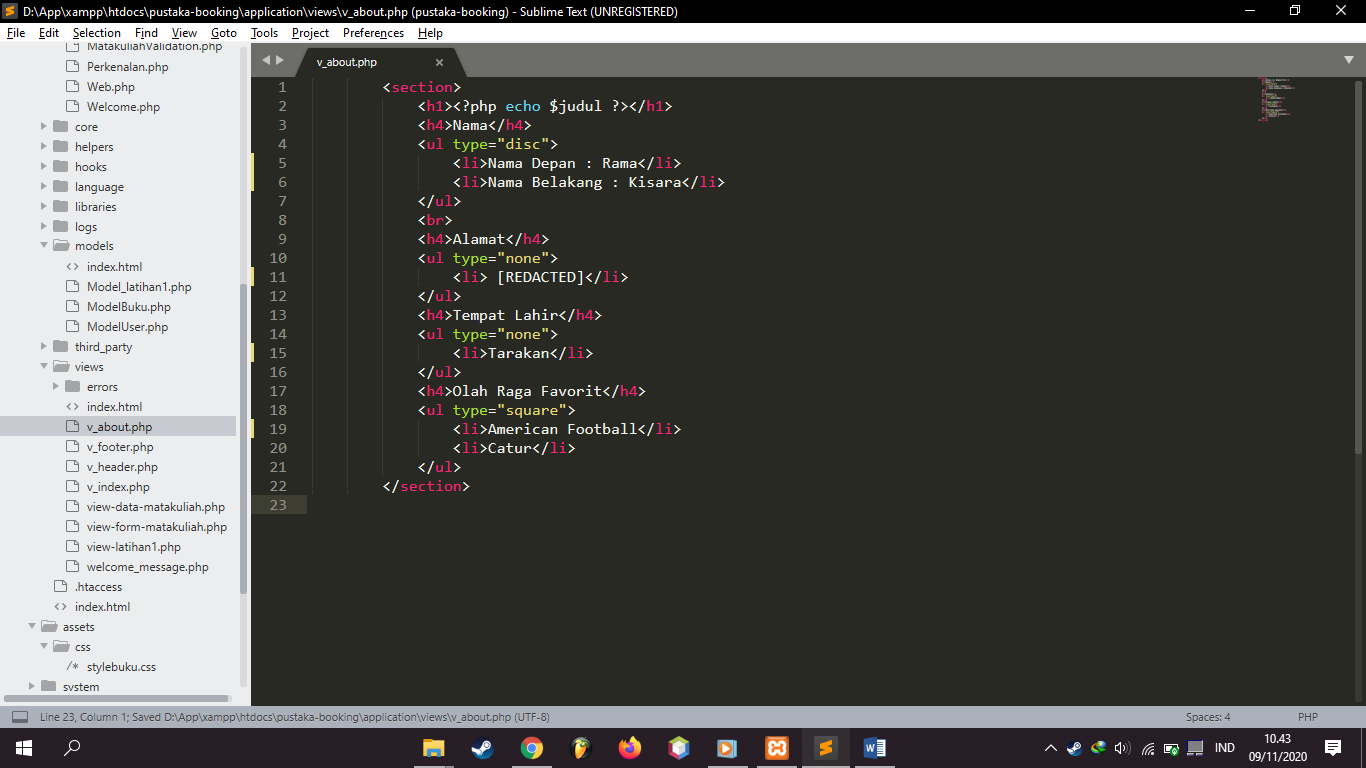 D:\App\xampp\htdocs\pustaka-booking\application\views\v_about.php (pustaka-booking) - Sublime Text (UNREGISTERED)
File Edit Selection Find View Goto Tools Project Preferences Help
MatakuliahValidation.php
Perkenalan.php
Web.php
Welcome.php
core
helpers
hooks
language
libraries
logs
models
index.html
Model_latihan1.php
ModelBuku.php
ModelUser.php
third_party
views
errors
index.html
v_about.php
v_footer.php
v_header.php
v_index.php
view-data-matakuliah.php
view-form-matakuliah.php
view-latihan1.php
welcome_message.php
.htaccess
index.html
assets
css
/* stylebuku.css
system
v_about.php ×
1 <section>
2 <h1><?php echo $judul ?></h1>
3 <h4>Nama</h4>
4 <ul type="disc">
5 <li>Nama Depan : Rama</li>
6 <li>Nama Belakang : Kisara</li>
7 </ul>
8 <br>
9 <h4>Alamat</h4>
10 <ul type="none">
11 <li> [REDACTED]</li>
12 </ul>
13 <h4>Tempat Lahir</h4>
14 <ul type="none">
15 <li>Tarakan</li>
16 </ul>
17 <h4>Olah Raga Favorit</h4>
18 <ul type="square">
19 <li>American Football</li>
20 <li>Catur</li>
21 </ul>
22 </section>
23
Line 23, Column 1; Saved D:\App\xampp\htdocs\pustaka-booking\application\views\v_about.php (UTF-8) Spaces: 4 PHP
IND
10.43
09/11/2020